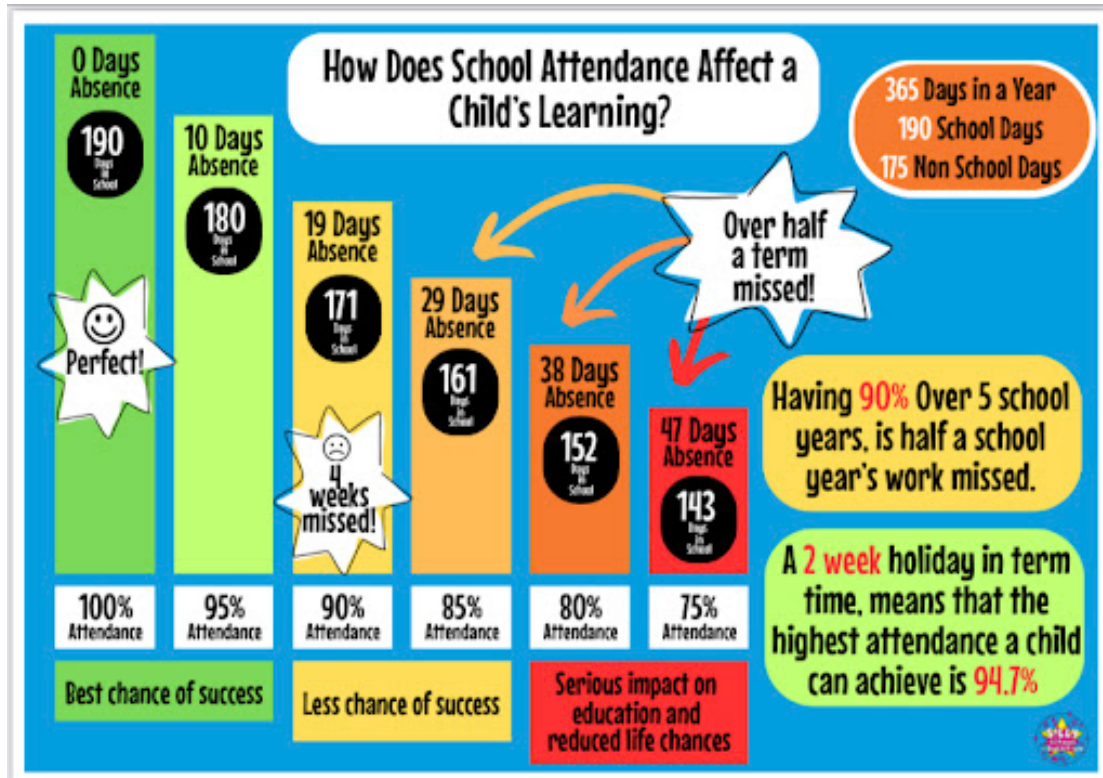 How Does School Attendance Affect a
Child's Learning?
365 Days in a Year
190 School Days
175 Non School Days
0 Days
Absence
190
Days
in
School
Perfect!
100%
Attendance
10 Days
Absence
180
Days
in
School
95%
Attendance
19 Days
Absence
171
Days
in
School
4
weeks
missed!
90%
Attendance
29 Days
Absence
161
Days
in
School
85%
Attendance
38 Days
Absence
152
Days
in
School
80%
Attendance
47 Days
Absence
143
Days
in
School
75%
Attendance
Over half
a term
missed!
Best chance of success
Less chance of success
Serious impact on
education and
reduced life chances
Having 90% Over 5 school
years, is half a school
year's work missed.
A 2 week holiday in term
time, means that the
highest attendance a child
can achieve is 94.7%